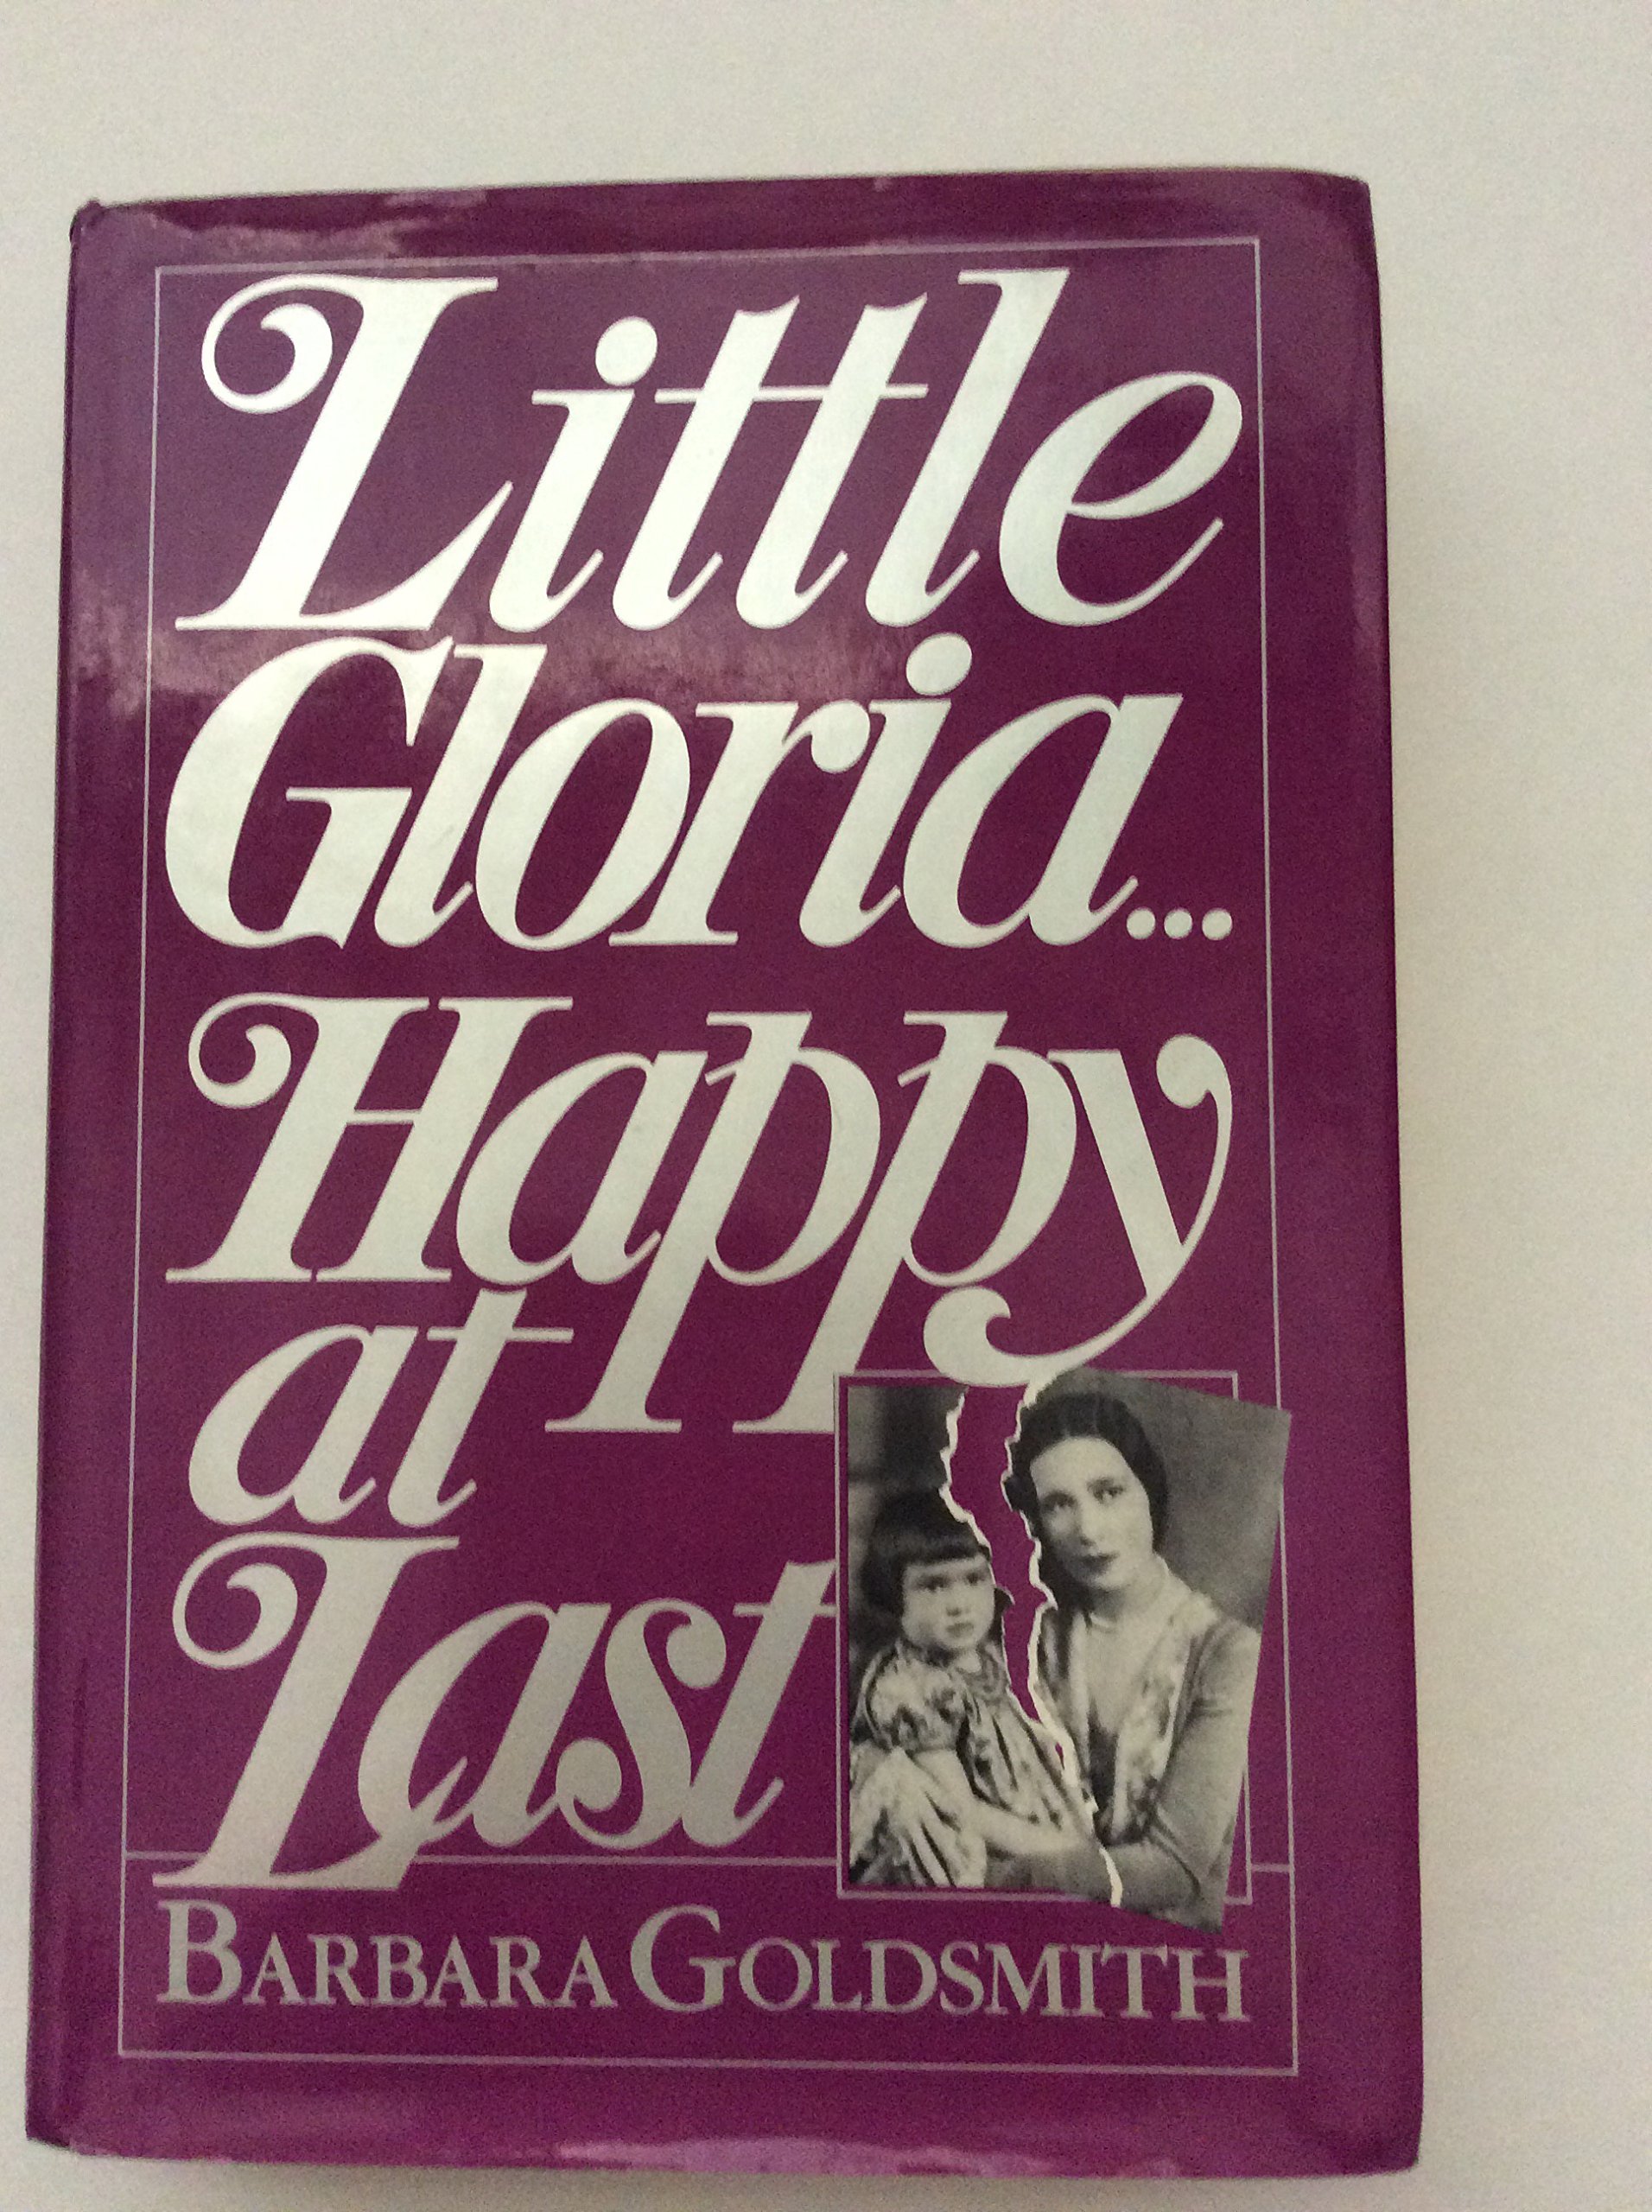 Little
Gloria...
Happy
at
Last
BARBARA GOLDSMITH